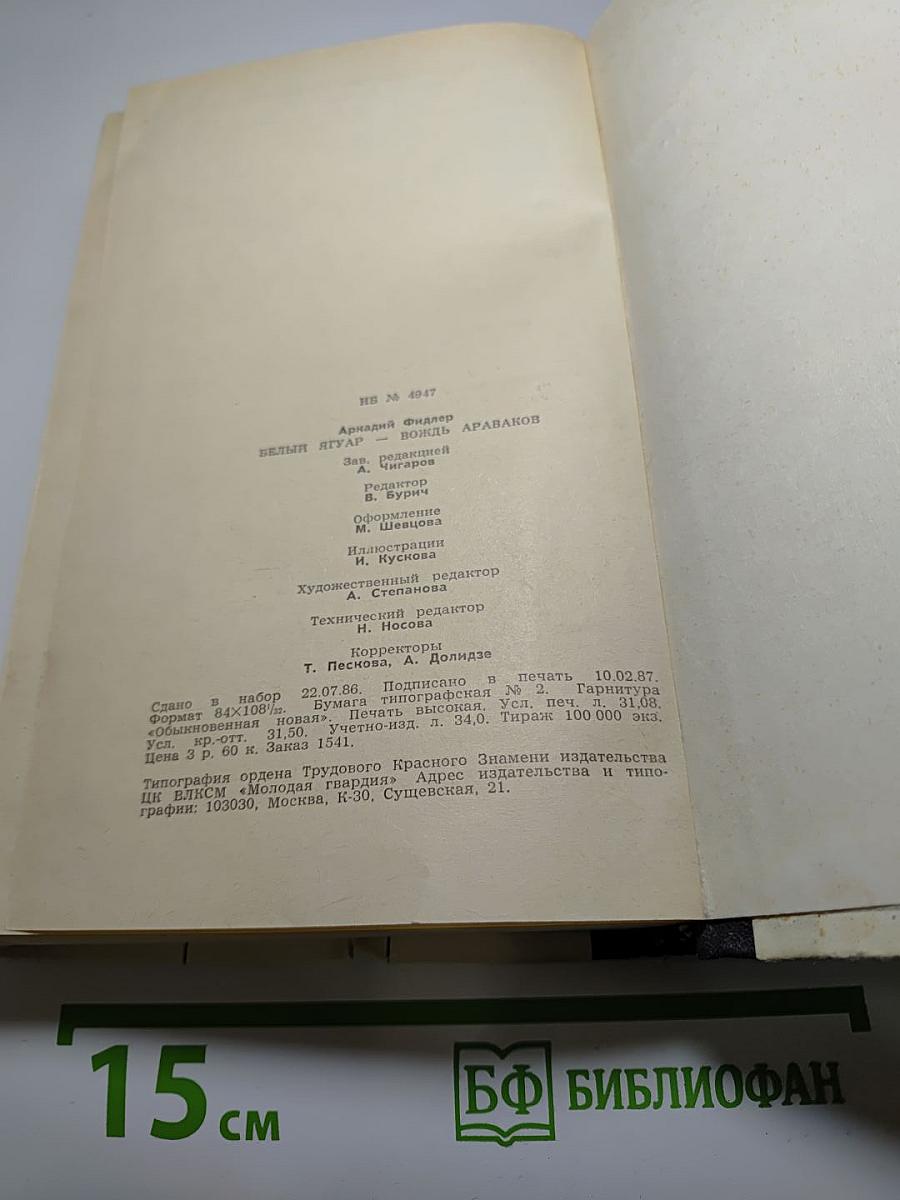 ИБ № 4947
Аркадий Фидлер
БЕЛЫЙ ЯГУАР — ВОЖДЬ АРАВАКОВ
Зав. редакцией
А. Чигаров
Редактор
В. Бурич
Оформление
М. Шевцова
Иллюстрации
И. Кускова
Художественный редактор
А. Степанова
Технический редактор
Н. Носова
Корректоры
Т. Пескова, А. Долидзе
Сдано в набор 22.07.86. Подписано в печать 10.02.87.
Формат 84×108¹/₃₂. Бумага типографская № 2. Гарнитура
«Обыкновенная новая». Печать высокая. Усл. печ. л. 31,08.
Усл. кр.-отт. 31,50. Учетно-изд. л. 34,0. Тираж 100 000 экз.
Цена 3 р. 60 к. Заказ 1541.
Типография ордена Трудового Красного Знамени издательства
ЦК ВЛКСМ «Молодая гвардия» Адрес издательства и типо-
графии: 103030, Москва, К-30, Сущевская, 21.
15 см
БФ БИБЛИОФАН